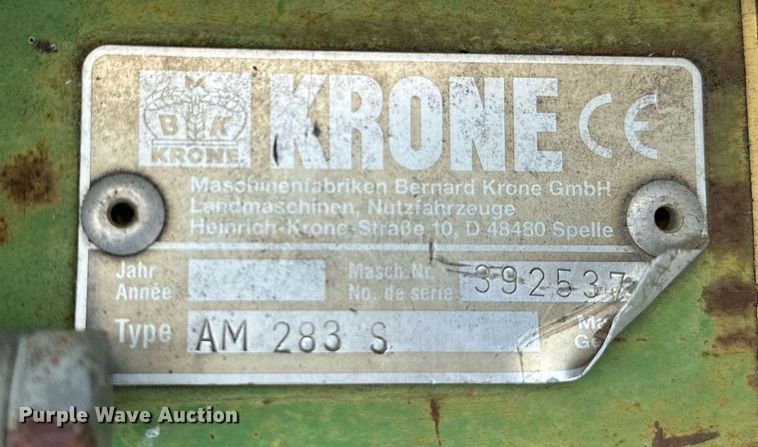 B K
KRONE
KRONE CE
Maschinenfabriken Bernard Krone GmbH
Landmaschinen, Nutzfahrzeuge
Heinrich-Krone-Straße 10, D 48480 Spelle
Jahr
Année
Masch. Nr.
No. de série
392537
Type AM 283 S
Purple Wave Auction